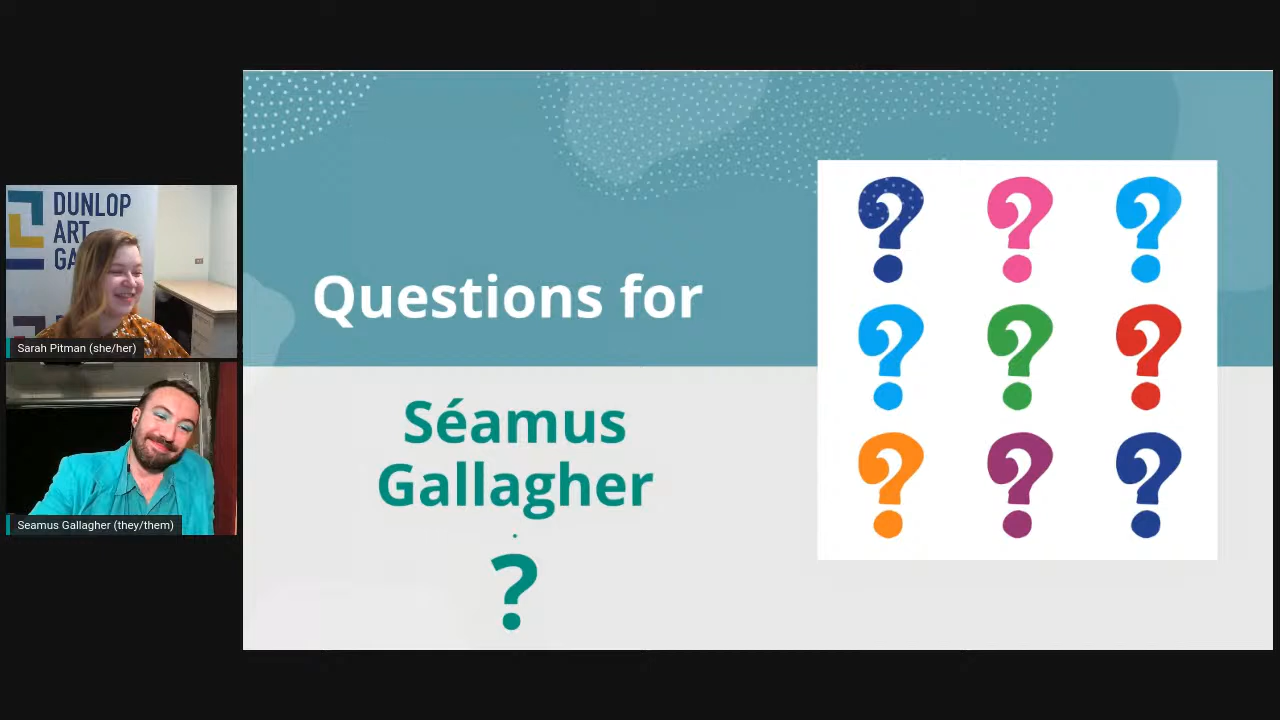 DUNLOP
ART
GA
Sarah Pitman (she/her)
Seamus Gallagher (they/them)
Questions for
Séamus
Gallagher
?
? ? ?
? ? ?
? ? ?